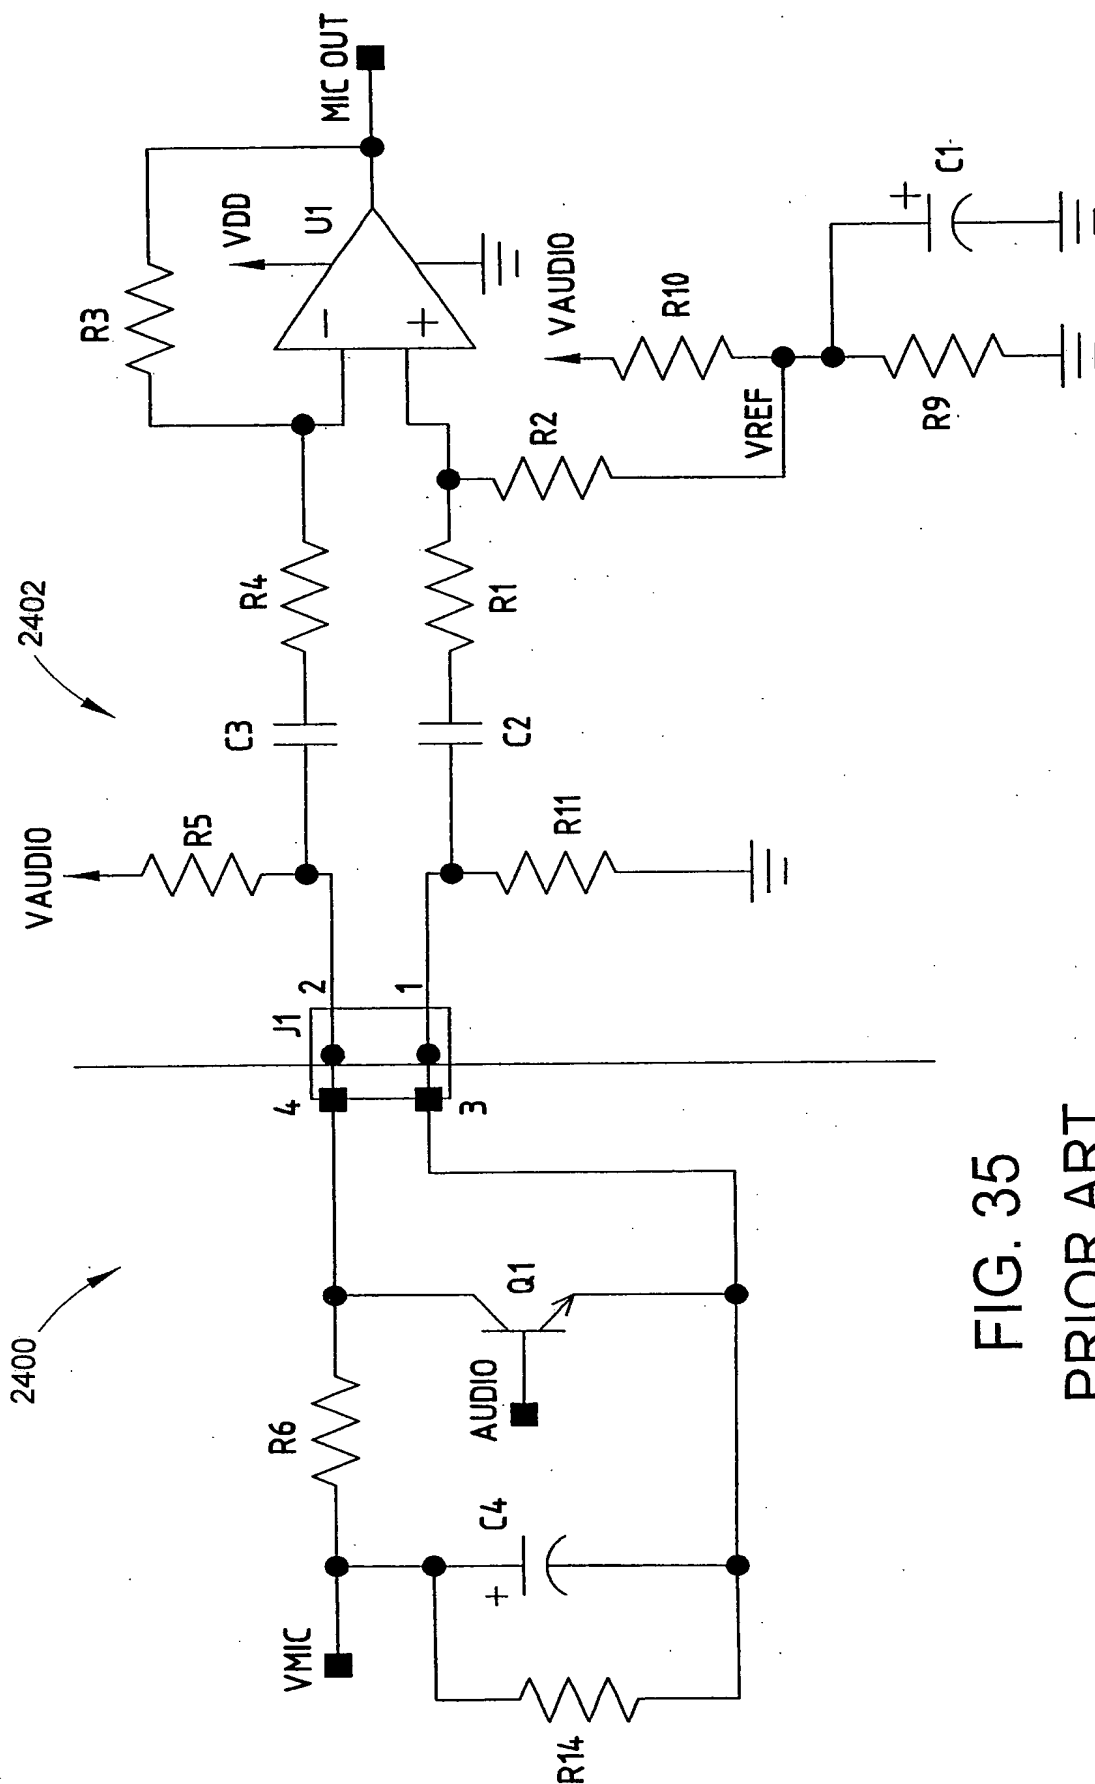 2400
2402
VMIC
R14
+
C4
R6
AUDIO
Q1
4
3
J1
2
1
VAUDIO
R5
R11
C3
C2
R4
R1
R3
R2
VDD
U1
-
+
MIC OUT
VAUDIO
R10
VREF
R9
+
C1
FIG. 35
PRIOR ART